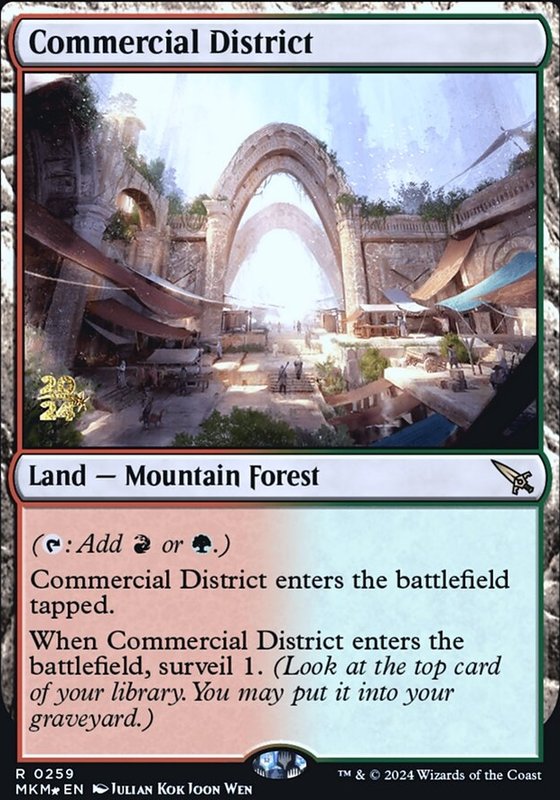 Commercial District
20
24
Land — Mountain Forest
( : Add or .)
Commercial District enters the battlefield
tapped.
When Commercial District enters the
battlefield, surveil 1. (Look at the top card
of your library. You may put it into your
graveyard.)
R 0259
MKM★EN Julian Kok Joon Wen
™ & © 2024 Wizards of the Coast